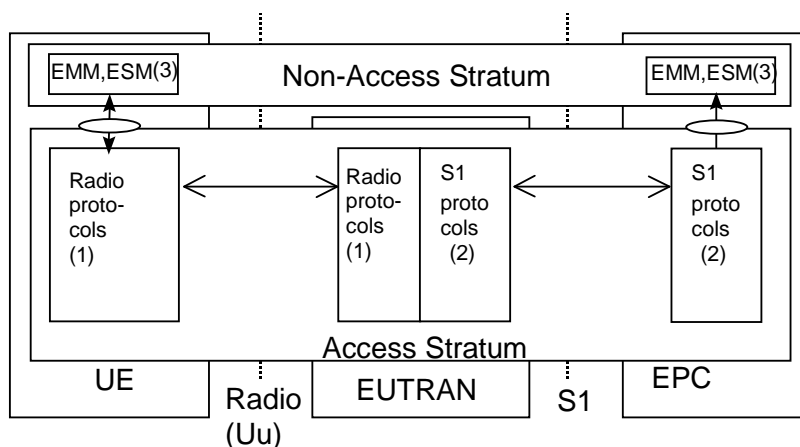 EMM,ESM(3)
Non-Access Stratum
EMM,ESM(3)
Radio
proto-
cols
(1)
Radio
proto-
cols
(1)
S1
proto
cols
(2)
S1
proto
cols
(2)
Access Stratum
UE
Radio
(Uu)
EUTRAN
S1
EPC